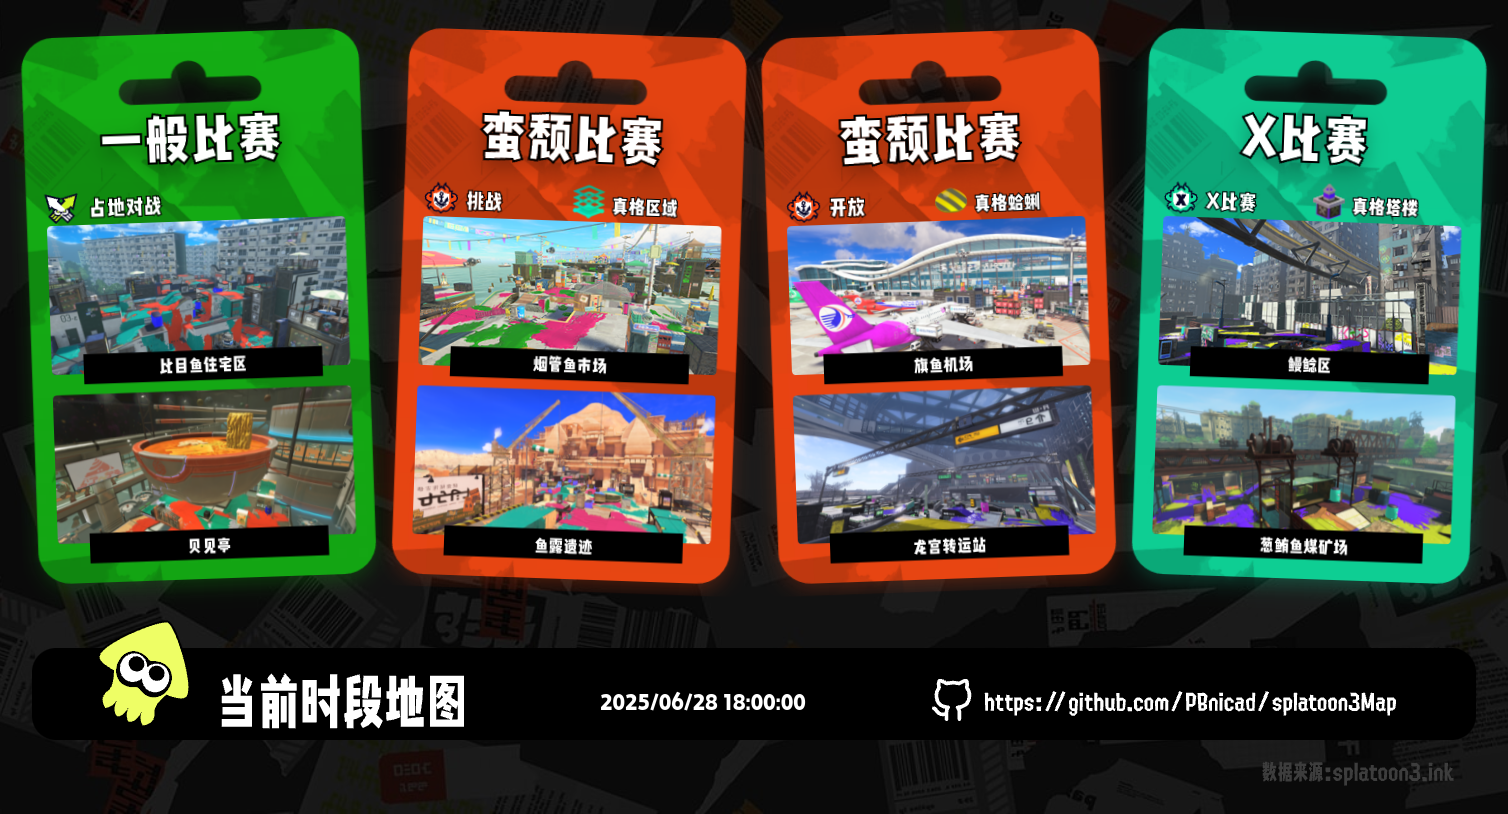 一般比赛
占地对战
比目鱼住宅区
贝见亭
蛮颓比赛
挑战
真格区域
烟管鱼市场
鱼露遗迹
蛮颓比赛
开放
真格蛤蜊
旗鱼机场
龙宫转运站
X比赛
X比赛
真格塔楼
鳗鲶区
葱鲔鱼煤矿场
当前时段地图
2025/06/28 18:00:00
https://github.com/PBnicad/splatoon3Map
数据来源:splatoon3.ink